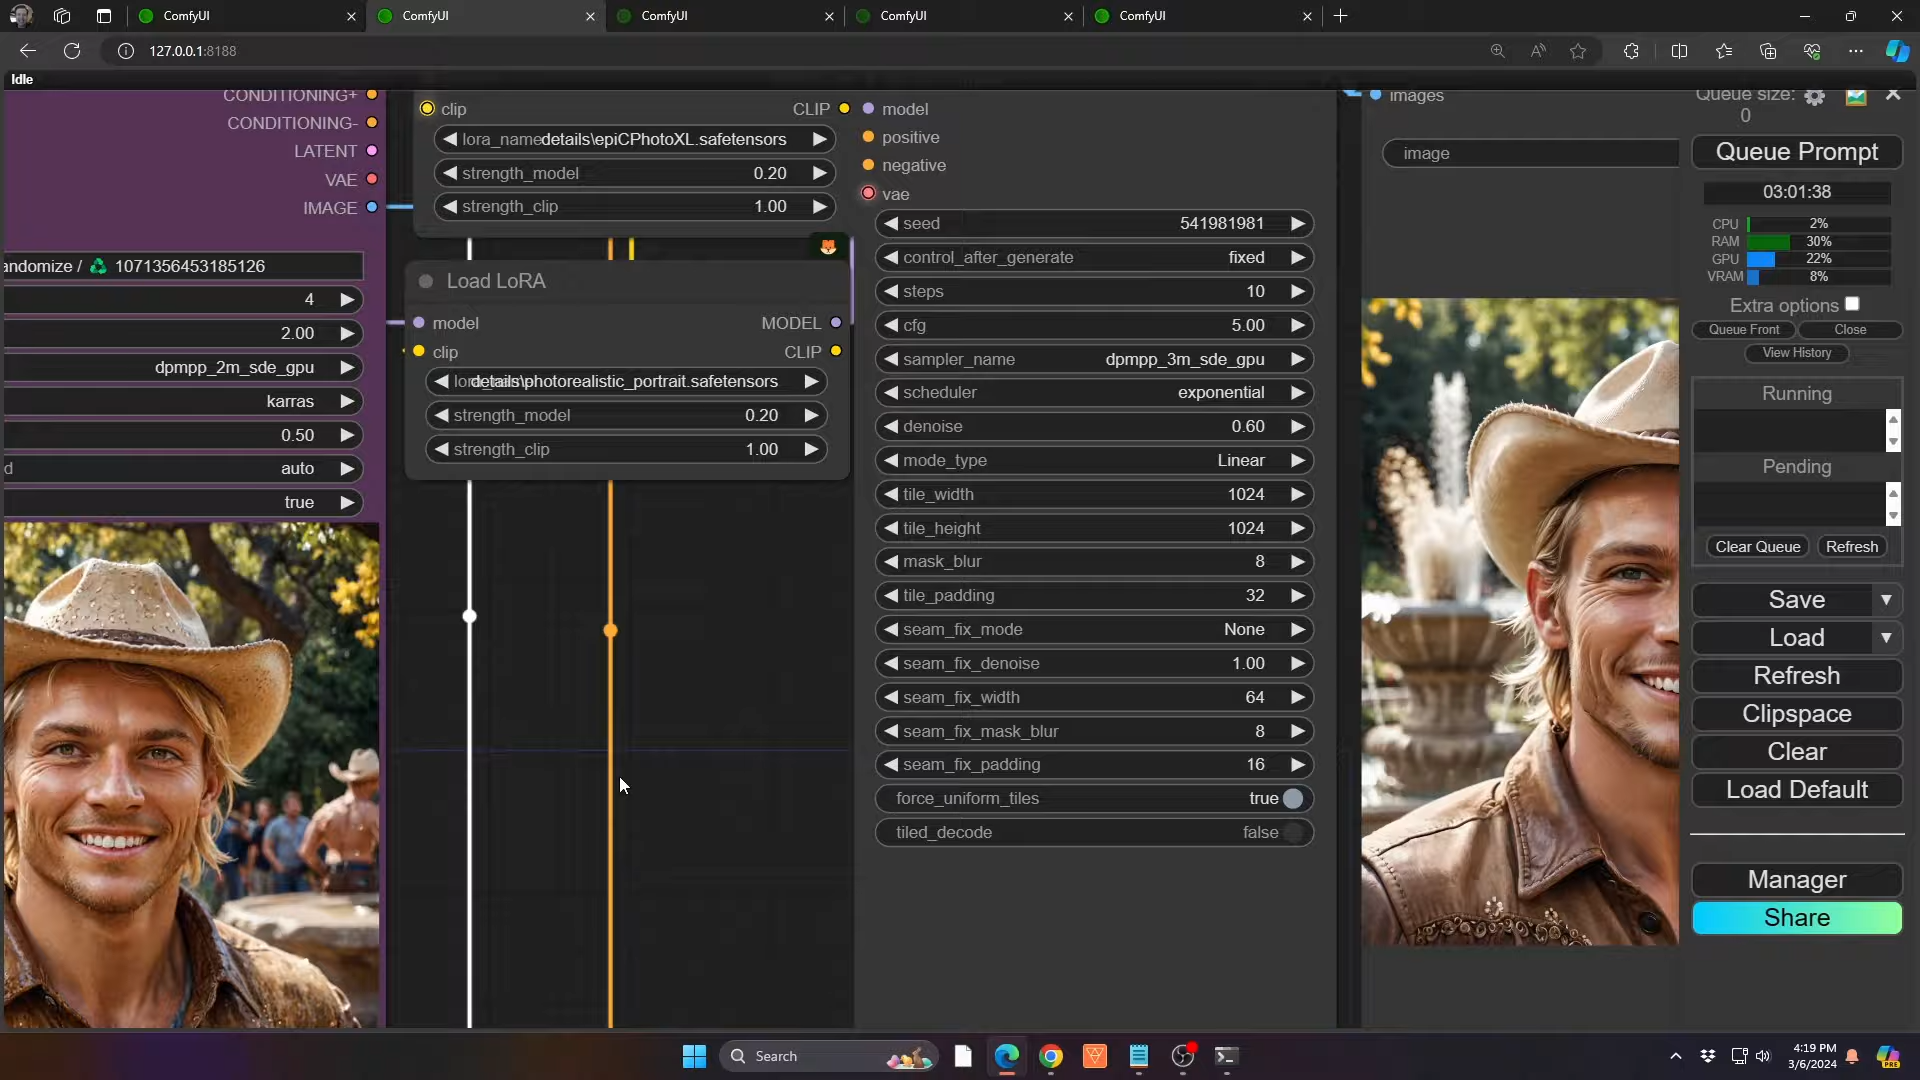 ComfyUI
ComfyUI
ComfyUI
ComfyUI
ComfyUI
127.0.0.1:8188
Idle
CONDITIONING+
CONDITIONING-
LATENT
VAE
IMAGE
andomize / ♻ 1071356453185126
4
2.00
dpmpp_2m_sde_gpu
karras
0.50
d auto
true
clip CLIP
lora_name details\epiCPhotoXL.safetensors
strength_model 0.20
strength_clip 1.00
Load LoRA
model MODEL
clip CLIP
details\photorealistic_portrait.safetensors
strength_model 0.20
strength_clip 1.00
model
positive
negative
vae
seed 541981981
control_after_generate fixed
steps 10
cfg 5.00
sampler_name dpmpp_3m_sde_gpu
scheduler exponential
denoise 0.60
mode_type Linear
tile_width 1024
tile_height 1024
mask_blur 8
tile_padding 32
seam_fix_mode None
seam_fix_denoise 1.00
seam_fix_width 64
seam_fix_mask_blur 8
seam_fix_padding 16
force_uniform_tiles true
tiled_decode false
images
image
Queue size:
0
Queue Prompt
03:01:38
CPU 2%
RAM 30%
GPU 22%
VRAM 8%
Extra options
Queue Front Close
View History
Running
Pending
Clear Queue Refresh
Save
Load
Refresh
Clipspace
Clear
Load Default
Manager
Share
Search
4:19 PM
3/6/2024
PRE